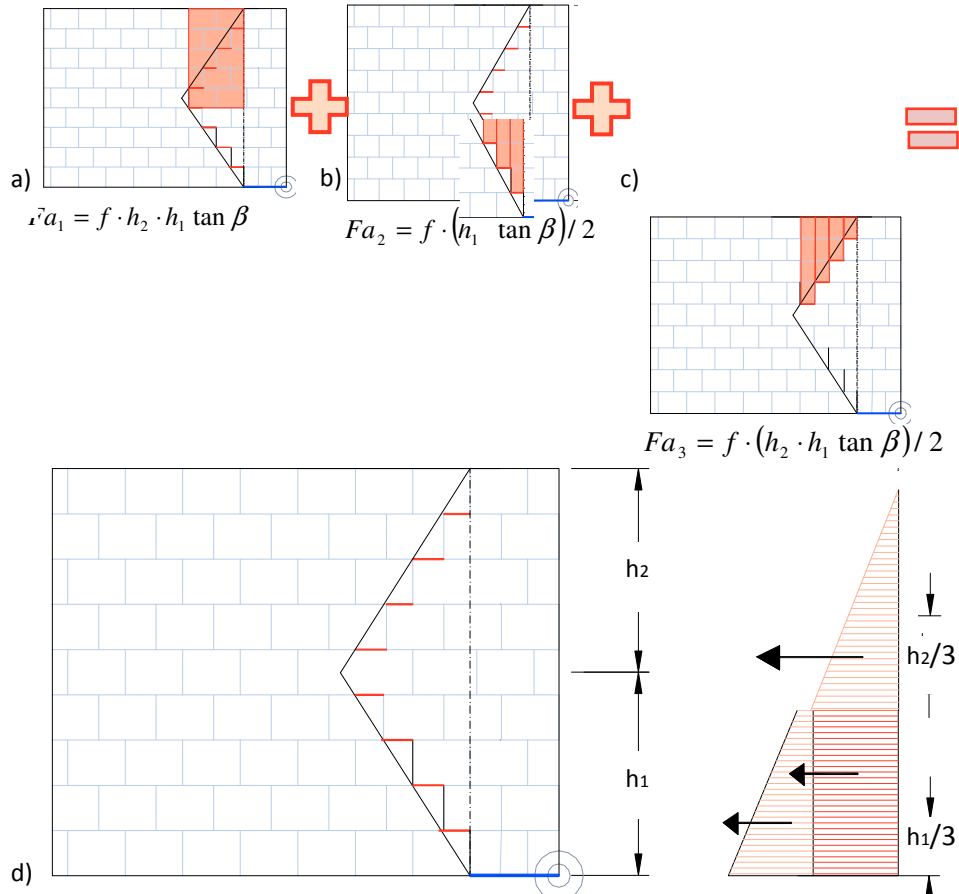 a)
Fa₁ = f · h₂ · h₁ tan β
b)
Fa₂ = f · (h₁ tan β)/ 2
c)
Fa₃ = f · (h₂ · h₁ tan β)/ 2
d)
h₂
h₁
h₂/3
h₁/3